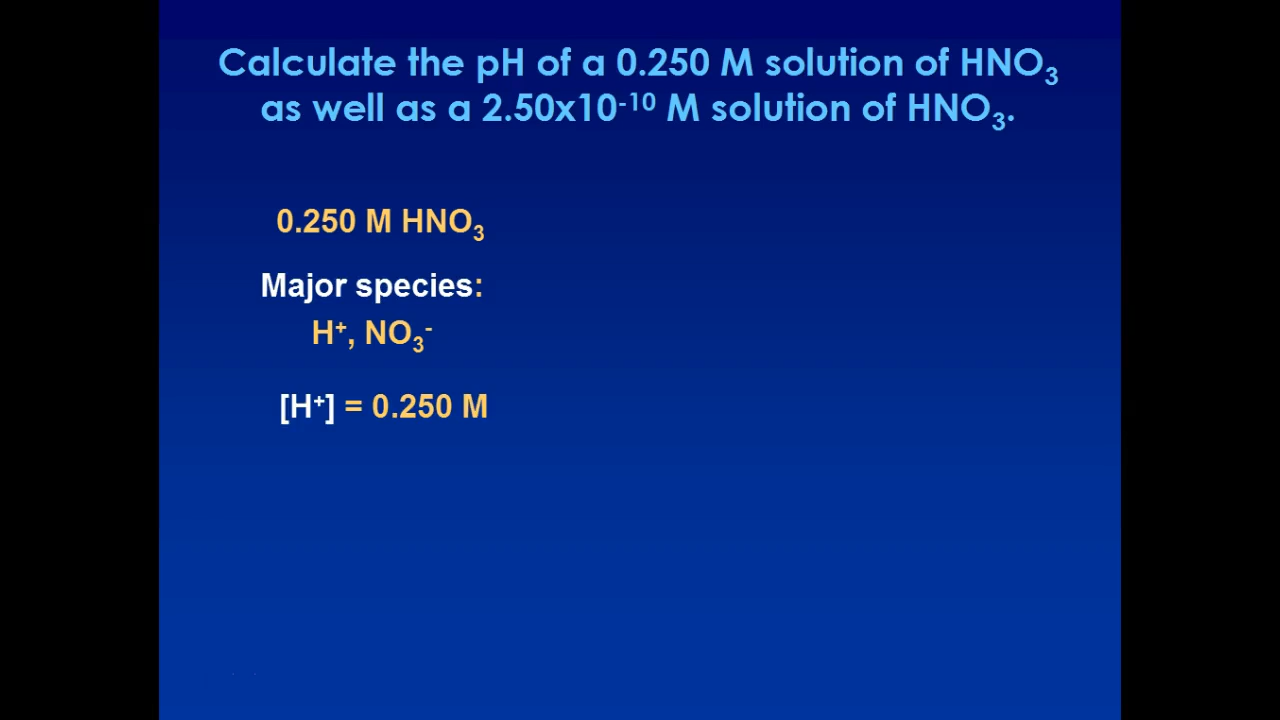 Calculate the pH of a 0.250 M solution of HNO₃
as well as a 2.50x10⁻¹⁰ M solution of HNO₃.
0.250 M HNO₃
Major species:
H⁺, NO₃⁻
[H⁺] = 0.250 M